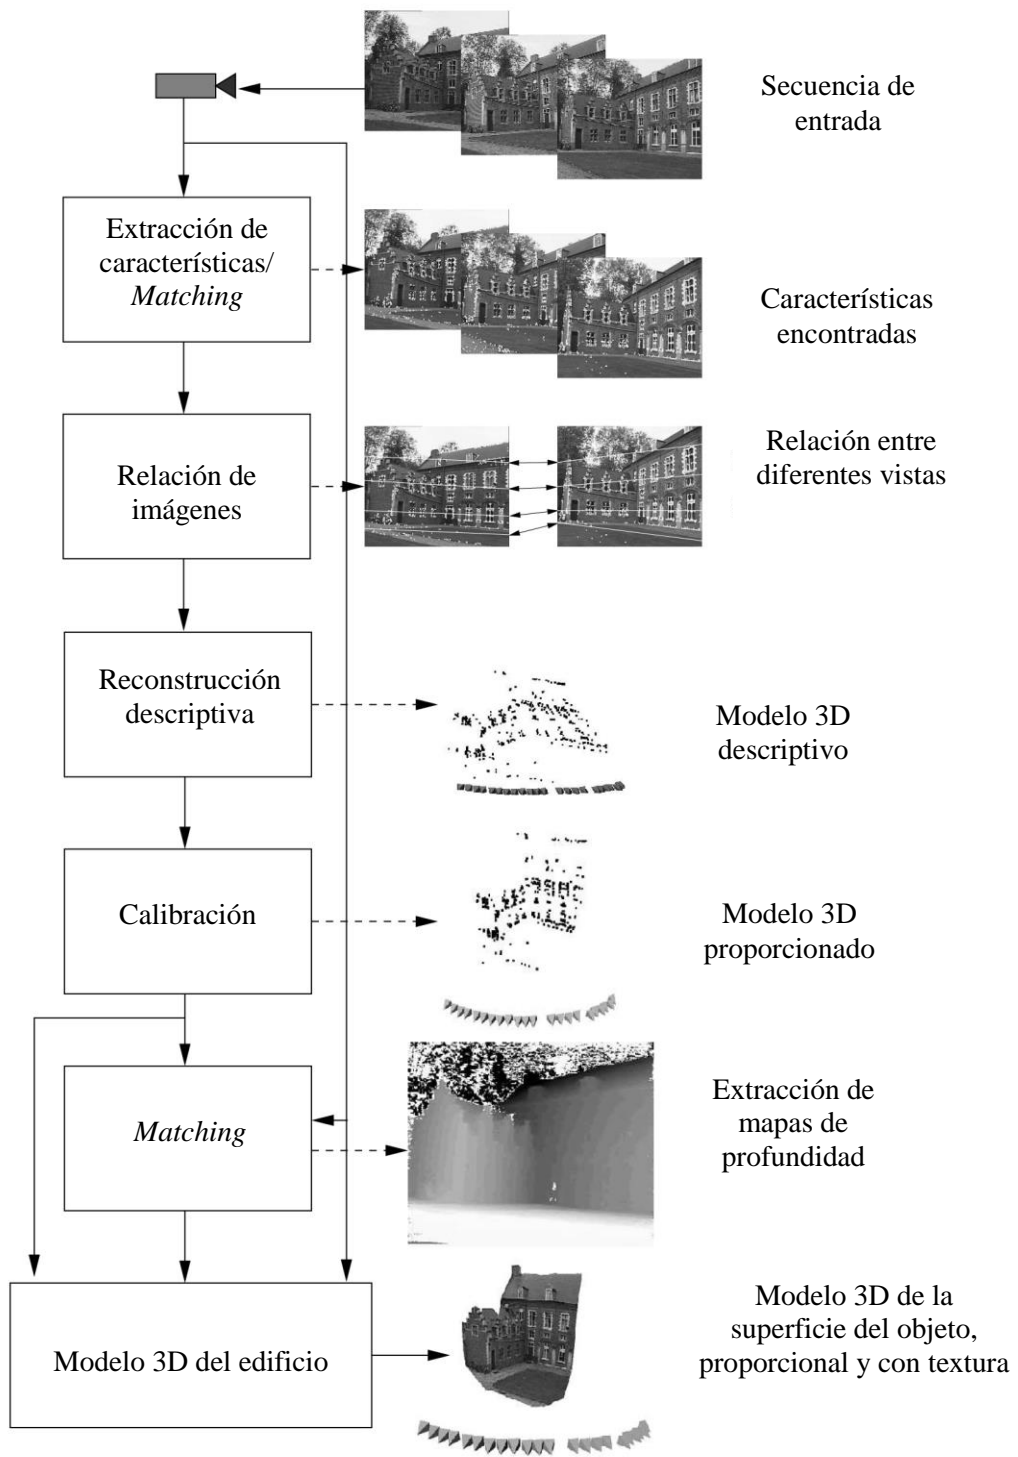 Secuencia de
entrada
Extracción de
características/
Matching
Características
encontradas
Relación de
imágenes
Relación entre
diferentes vistas
Reconstrucción
descriptiva
Modelo 3D
descriptivo
Calibración
Modelo 3D
proporcionado
Matching
Extracción de
mapas de
profundidad
Modelo 3D del edificio
Modelo 3D de la
superficie del objeto,
proporcional y con textura